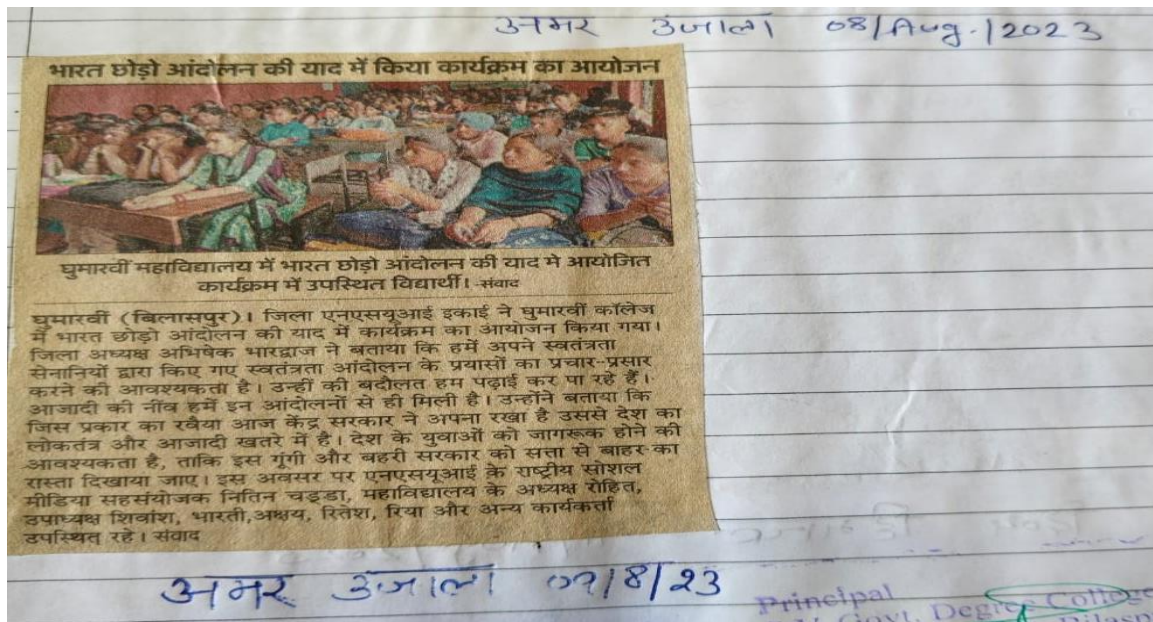 अमर उजाला 08/Aug./2023
भारत छोड़ो आंदोलन की याद में किया कार्यक्रम का आयोजन
घुमारवीं महाविद्यालय में भारत छोड़ो आंदोलन की याद मे आयोजित
कार्यक्रम में उपस्थित विद्यार्थी। -संवाद
घुमारवीं (बिलासपुर)। जिला एनएसयूआई इकाई ने घुमारवीं कॉलेज
में भारत छोड़ो आंदोलन की याद में कार्यक्रम का आयोजन किया गया।
जिला अध्यक्ष अभिषेक भारद्वाज ने बताया कि हमें अपने स्वतंत्रता
सेनानियों द्वारा किए गए स्वतंत्रता आंदोलन के प्रयासों का प्रचार-प्रसार
करने की आवश्यकता है। उन्हीं की बदौलत हम पढ़ाई कर पा रहे हैं।
आजादी की नींव हमें इन आंदोलनों से ही मिली है। उन्होंने बताया कि
जिस प्रकार का रवैया आज केंद्र सरकार ने अपना रखा है उससे देश का
लोकतंत्र और आजादी खतरे में है। देश के युवाओं को जागरूक होने की
आवश्यकता है, ताकि इस गूंगी और बहरी सरकार को सत्ता से बाहर का
रास्ता दिखाया जाए। इस अवसर पर एनएसयूआई के राष्ट्रीय सोशल
मीडिया सहसंयोजक नितिन चड्डा, महाविद्यालय के अध्यक्ष रोहित,
उपाध्यक्ष शिवांश, भारती,अक्षय, रितेश, रिया और अन्य कार्यकर्ता
उपस्थित रहे। संवाद
अमर उजाला 09/8/23
Principal
Govt. Degree College